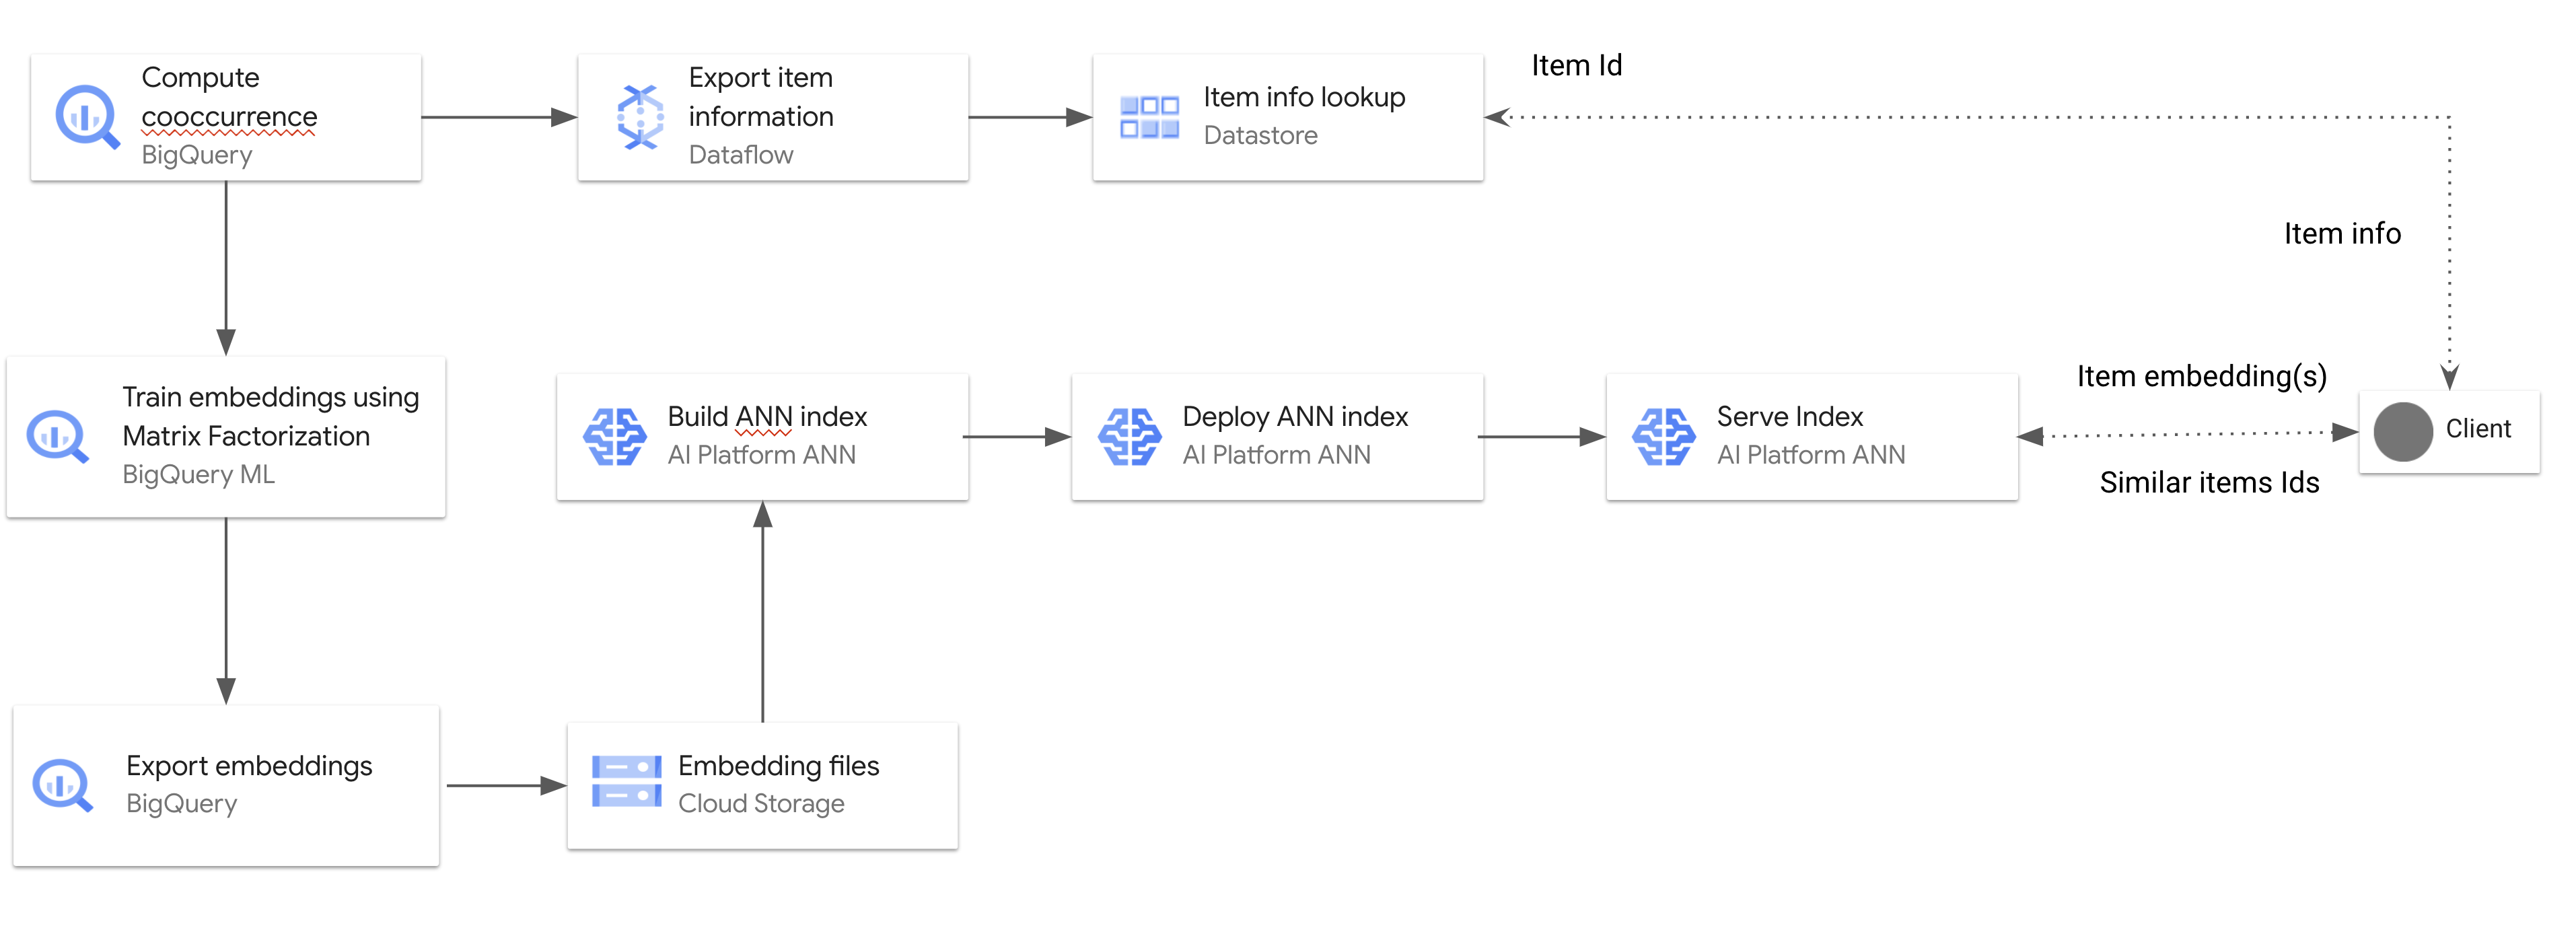 Compute
cooccurrence
BigQuery
Export item
information
Dataflow
Item info lookup
Datastore
Item Id
Item info
Train embeddings using
Matrix Factorization
BigQuery ML
Build ANN index
AI Platform ANN
Deploy ANN index
AI Platform ANN
Serve Index
AI Platform ANN
Item embedding(s)
Similar items Ids
Client
Export embeddings
BigQuery
Embedding files
Cloud Storage